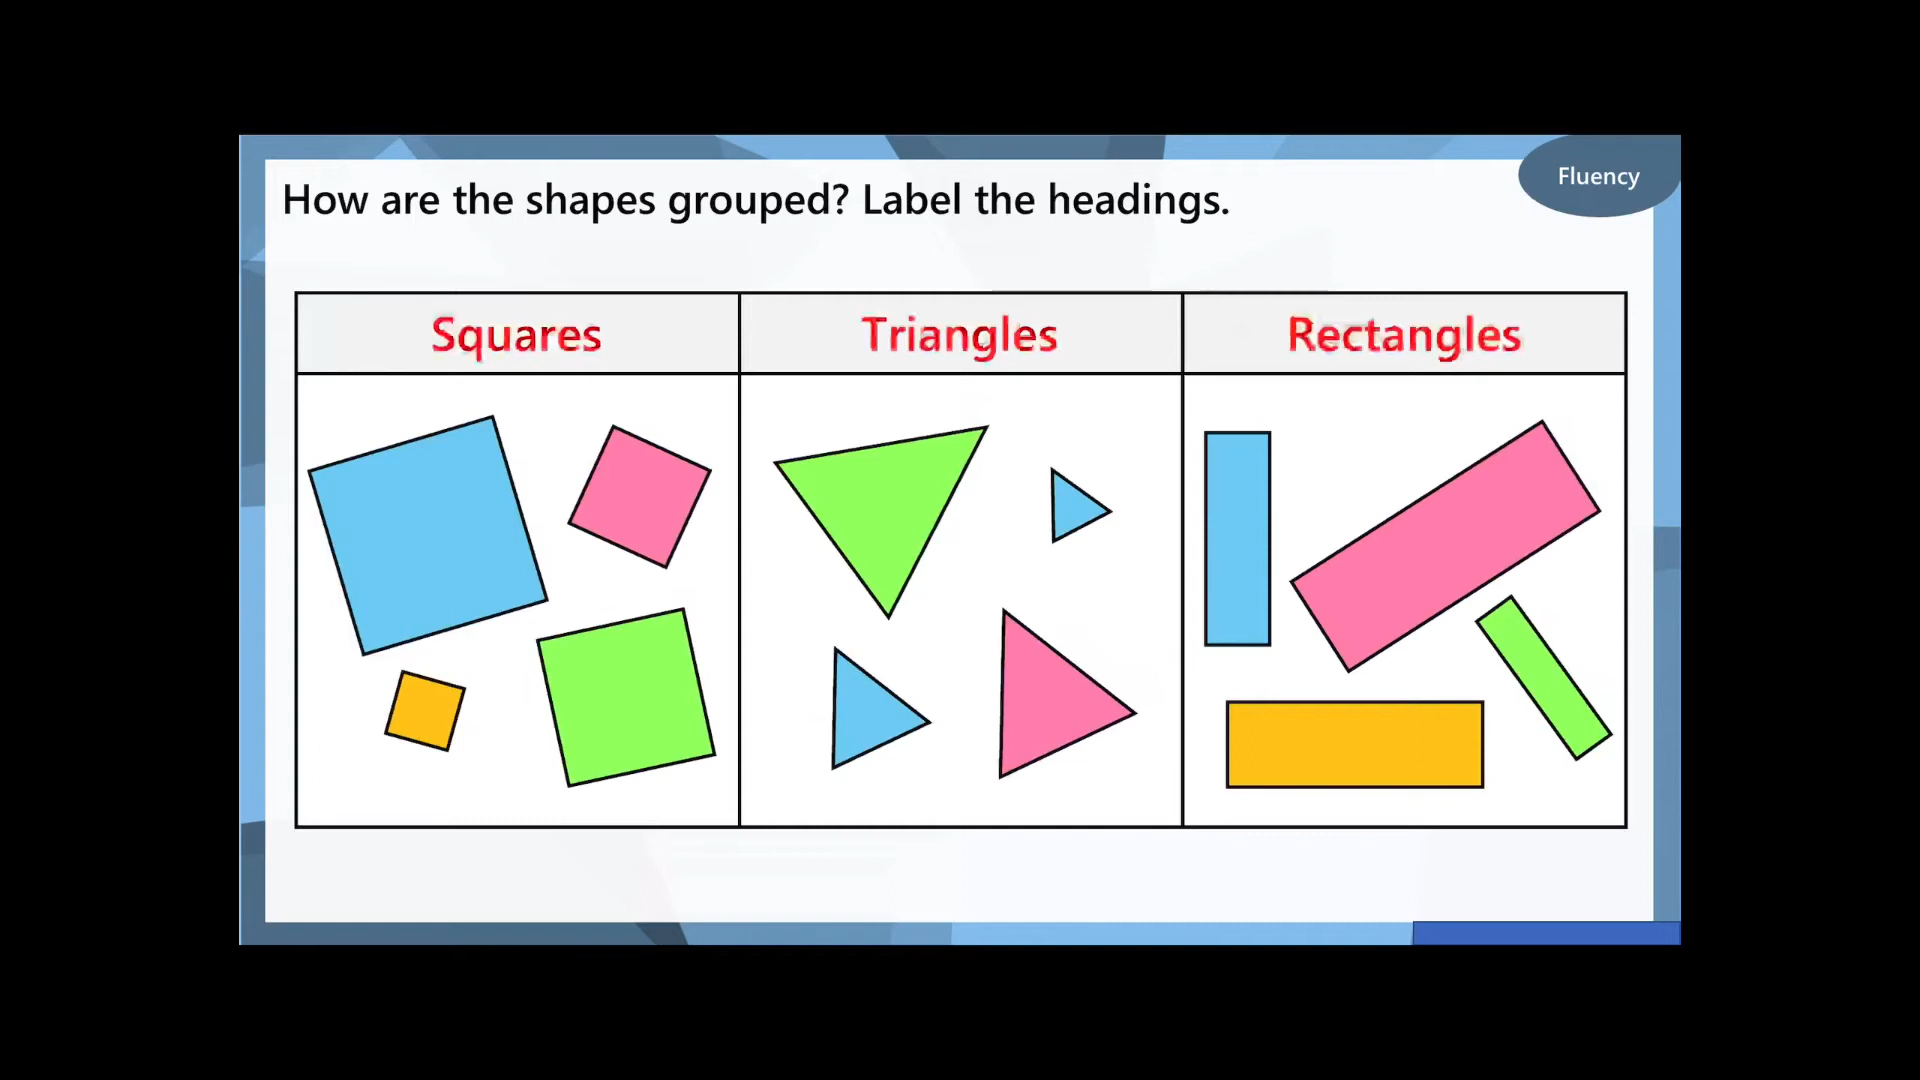 Fluency
How are the shapes grouped? Label the headings.
Squares
Triangles
Rectangles